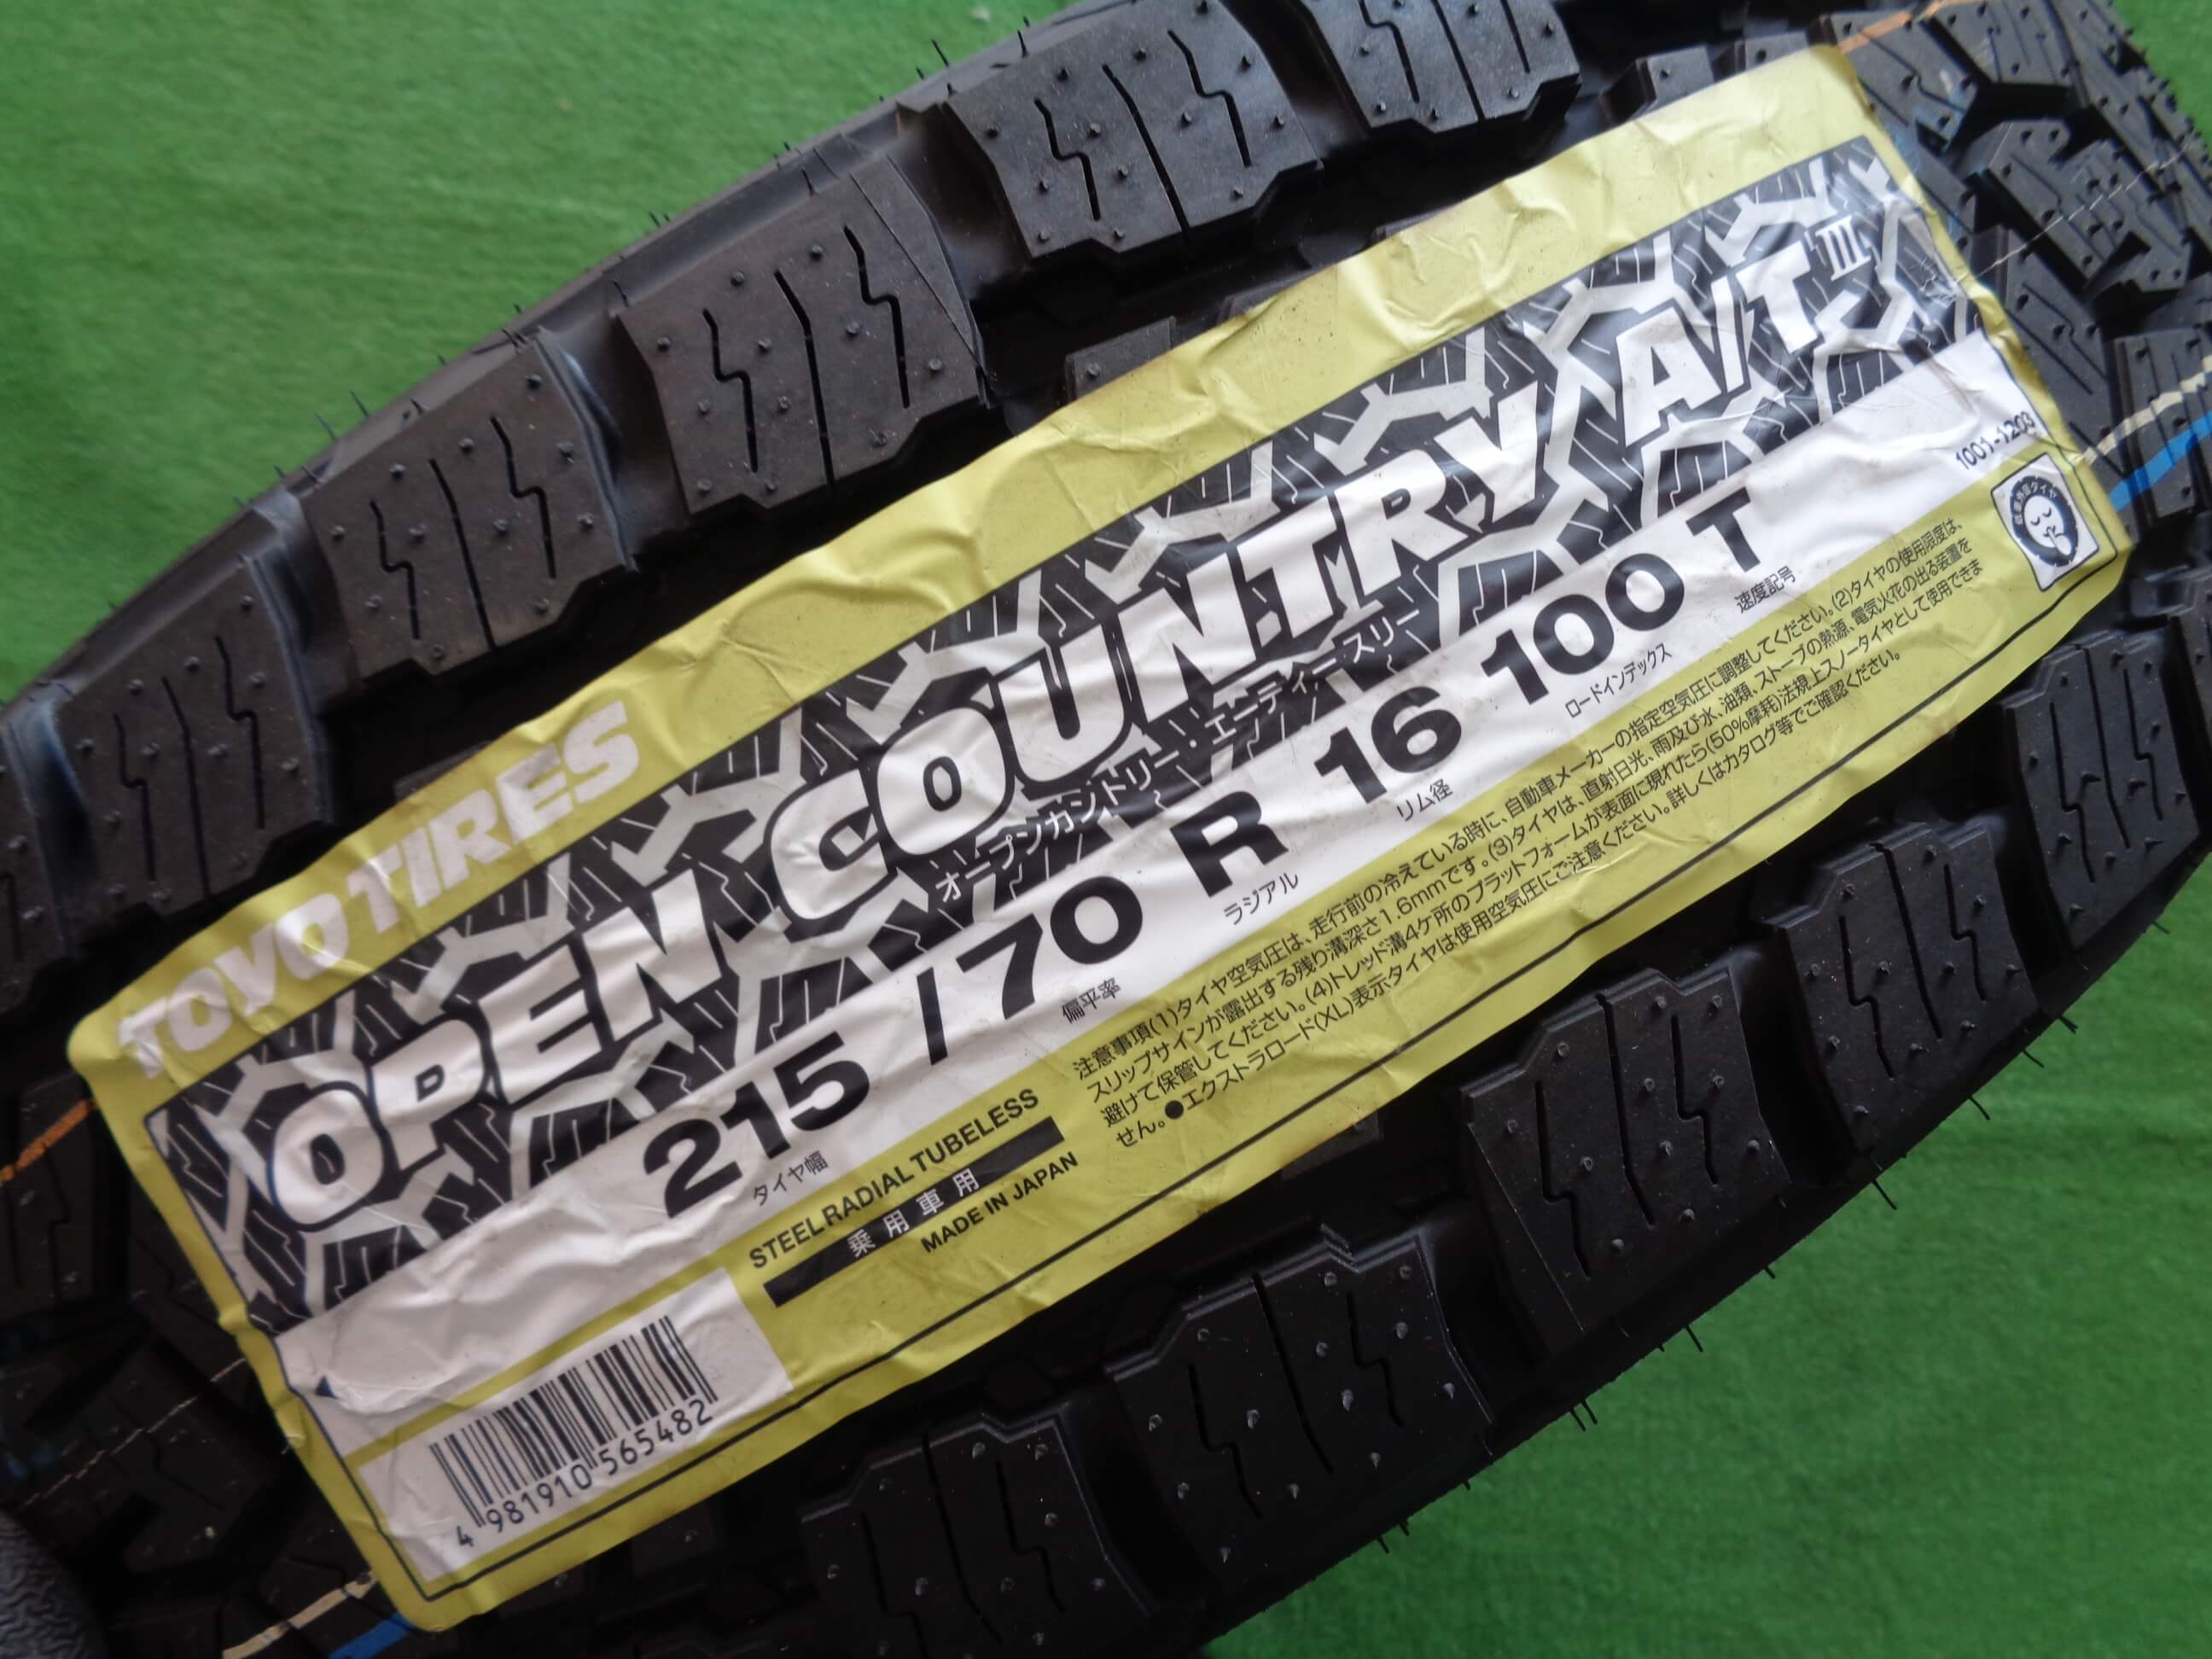 TOYO TIRES
OPEN COUNTRY A/T III
オープンカントリー・エーティースリー
215 / 70 R 16 100 T
タイヤ幅 偏平率 ラジアル リム径 ロードインデックス 速度記号
1001-1203
STEEL RADIAL TUBELESS
乗用車用
MADE IN JAPAN
注意事項(1)タイヤ空気圧は、走行前の冷えている時に、自動車メーカーの指定空気圧に調整してください。(2)タイヤの使用限度は、
スリップサインが露出する残り溝深さ1.6mmです。(3)タイヤは、直射日光、雨及び水、油類、ストーブの熱源、電気火花の出る装置を
避けて保管してください。(4)トレッド溝4ケ所のプラットフォームが表面に現れたら(50%摩耗)法規上スノータイヤとして使用できま
せん。●エクストラロード(XL)表示タイヤは使用空気圧にご注意ください。詳しくはカタログ等でご確認ください。
4 981910 565482